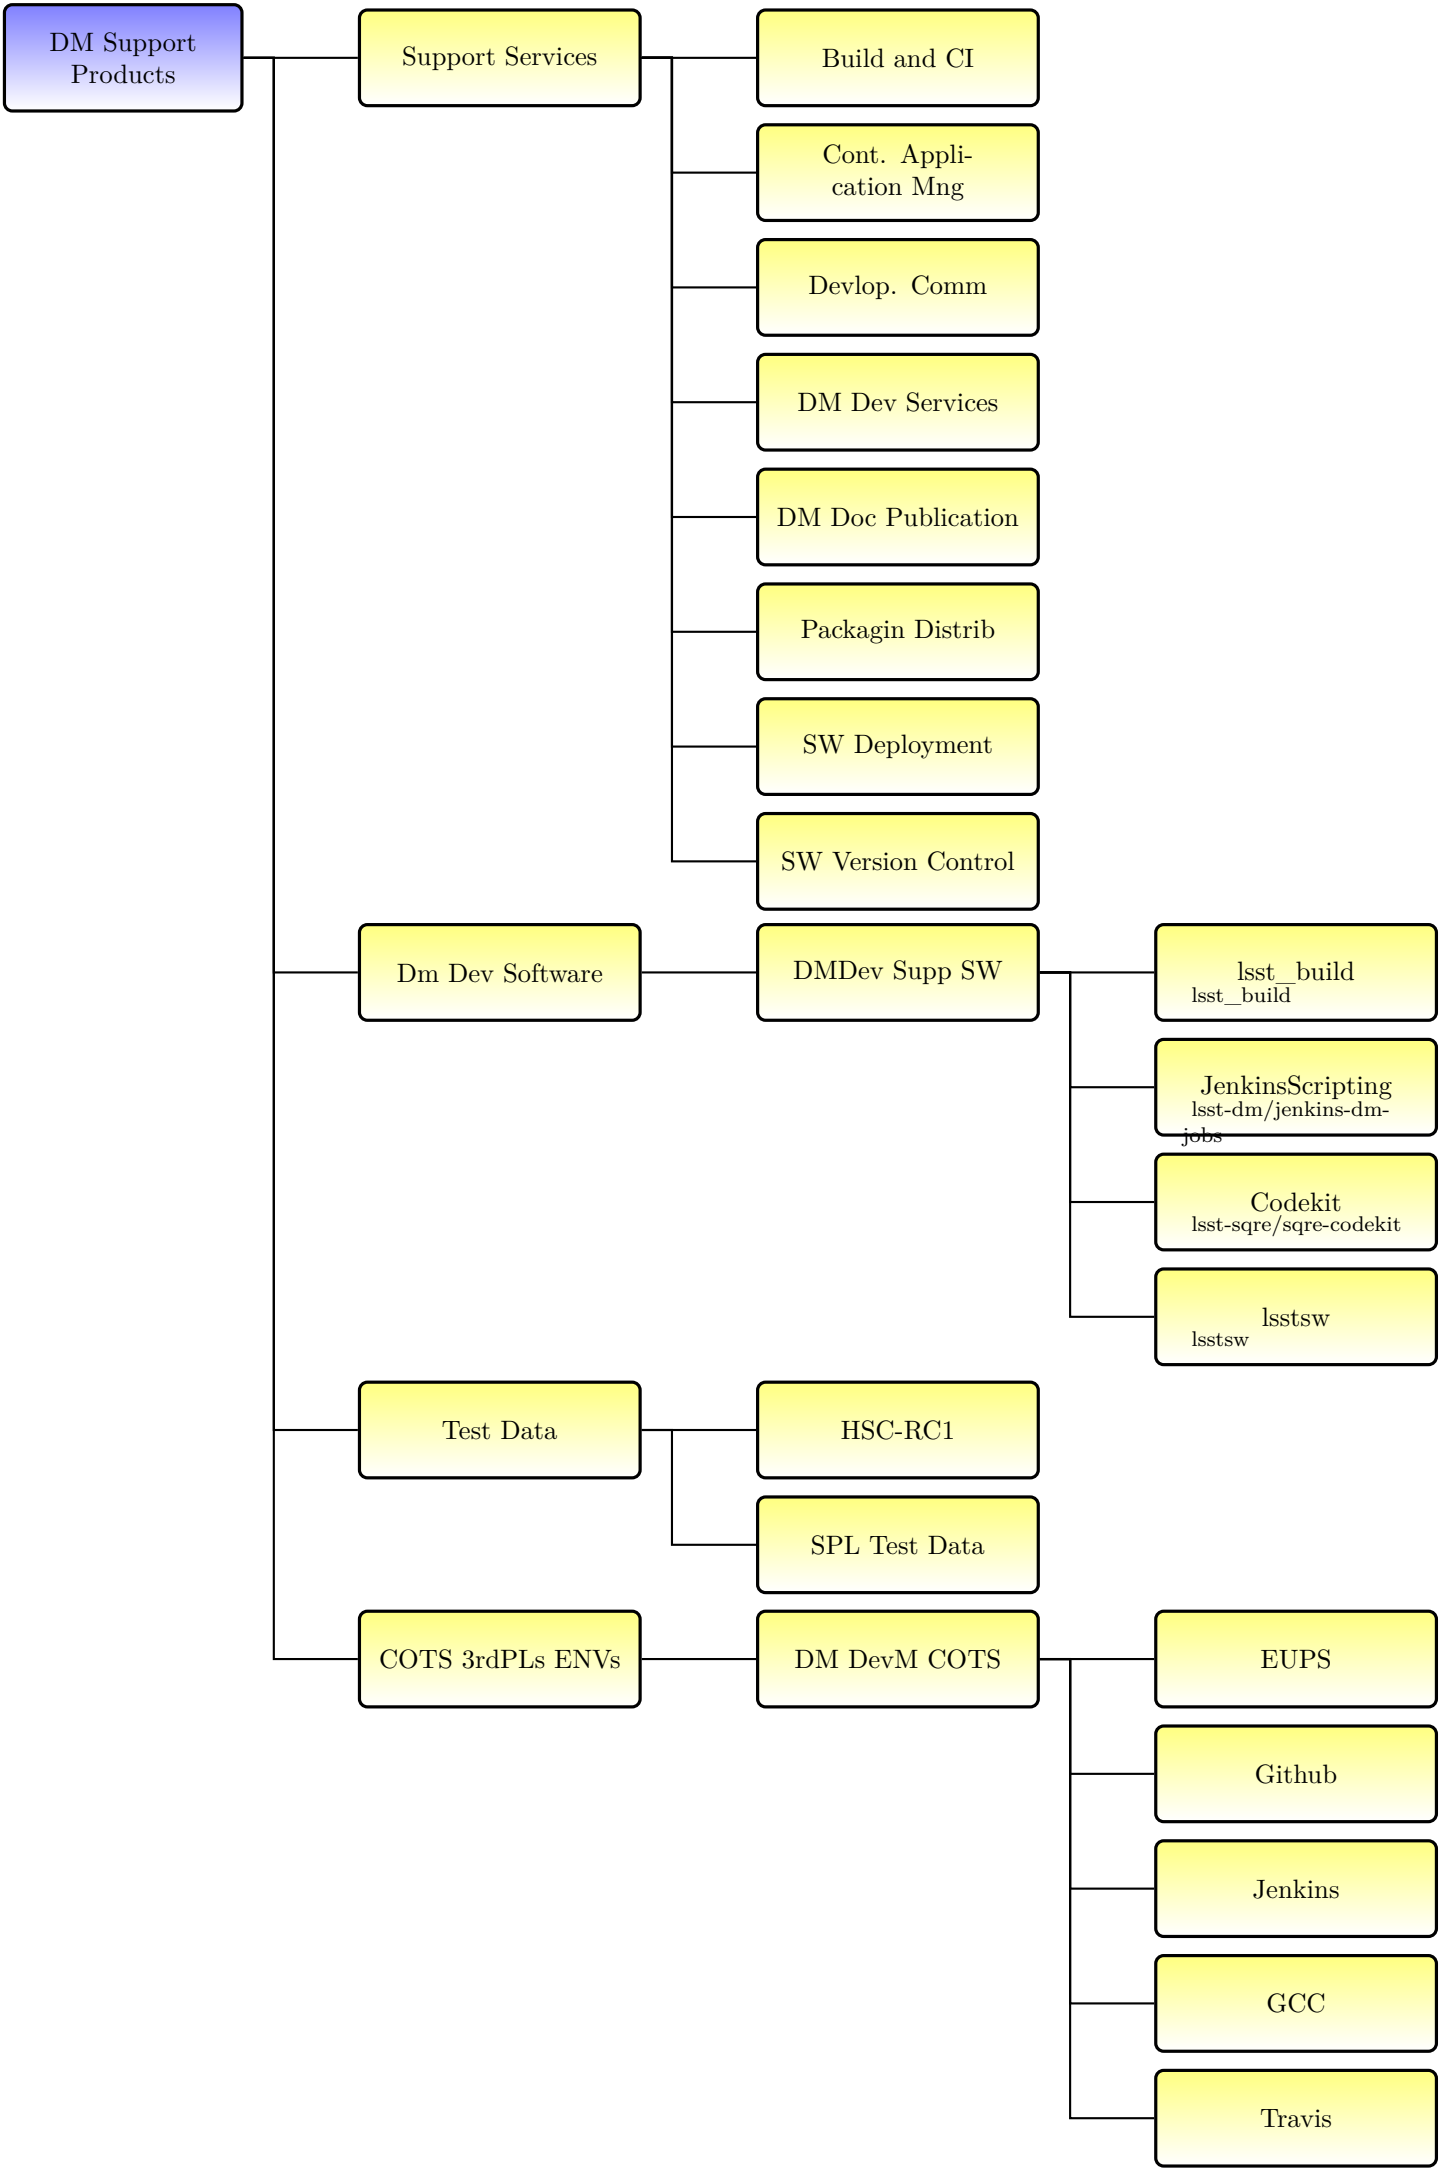 DM Support
Products
Support Services
Build and CI
Cont. Appli-
cation Mng
Devlop. Comm
DM Dev Services
DM Doc Publication
Packagin Distrib
SW Deployment
SW Version Control
Dm Dev Software
DMDev Supp SW
lsst_build
lsst_build
JenkinsScripting
lsst-dm/jenkins-dm-
jobs
Codekit
lsst-sqre/sqre-codekit
lsstsw
lsstsw
Test Data
HSC-RC1
SPL Test Data
COTS 3rdPLs ENVs
DM DevM COTS
EUPS
Github
Jenkins
GCC
Travis